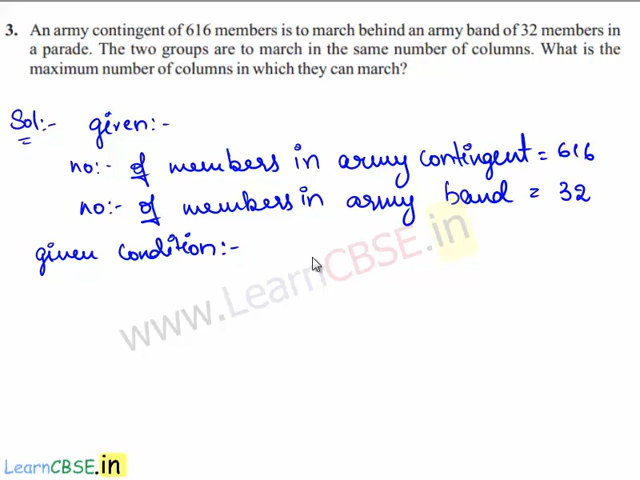 3. An army contingent of 616 members is to march behind an army band of 32 members in
a parade. The two groups are to march in the same number of columns. What is the
maximum number of columns in which they can march?
Sol:- given:-
no:- of members in army contingent = 616
no:- of members in army band = 32
given condition:-
www.LearnCBSE.in
LearnCBSE.in